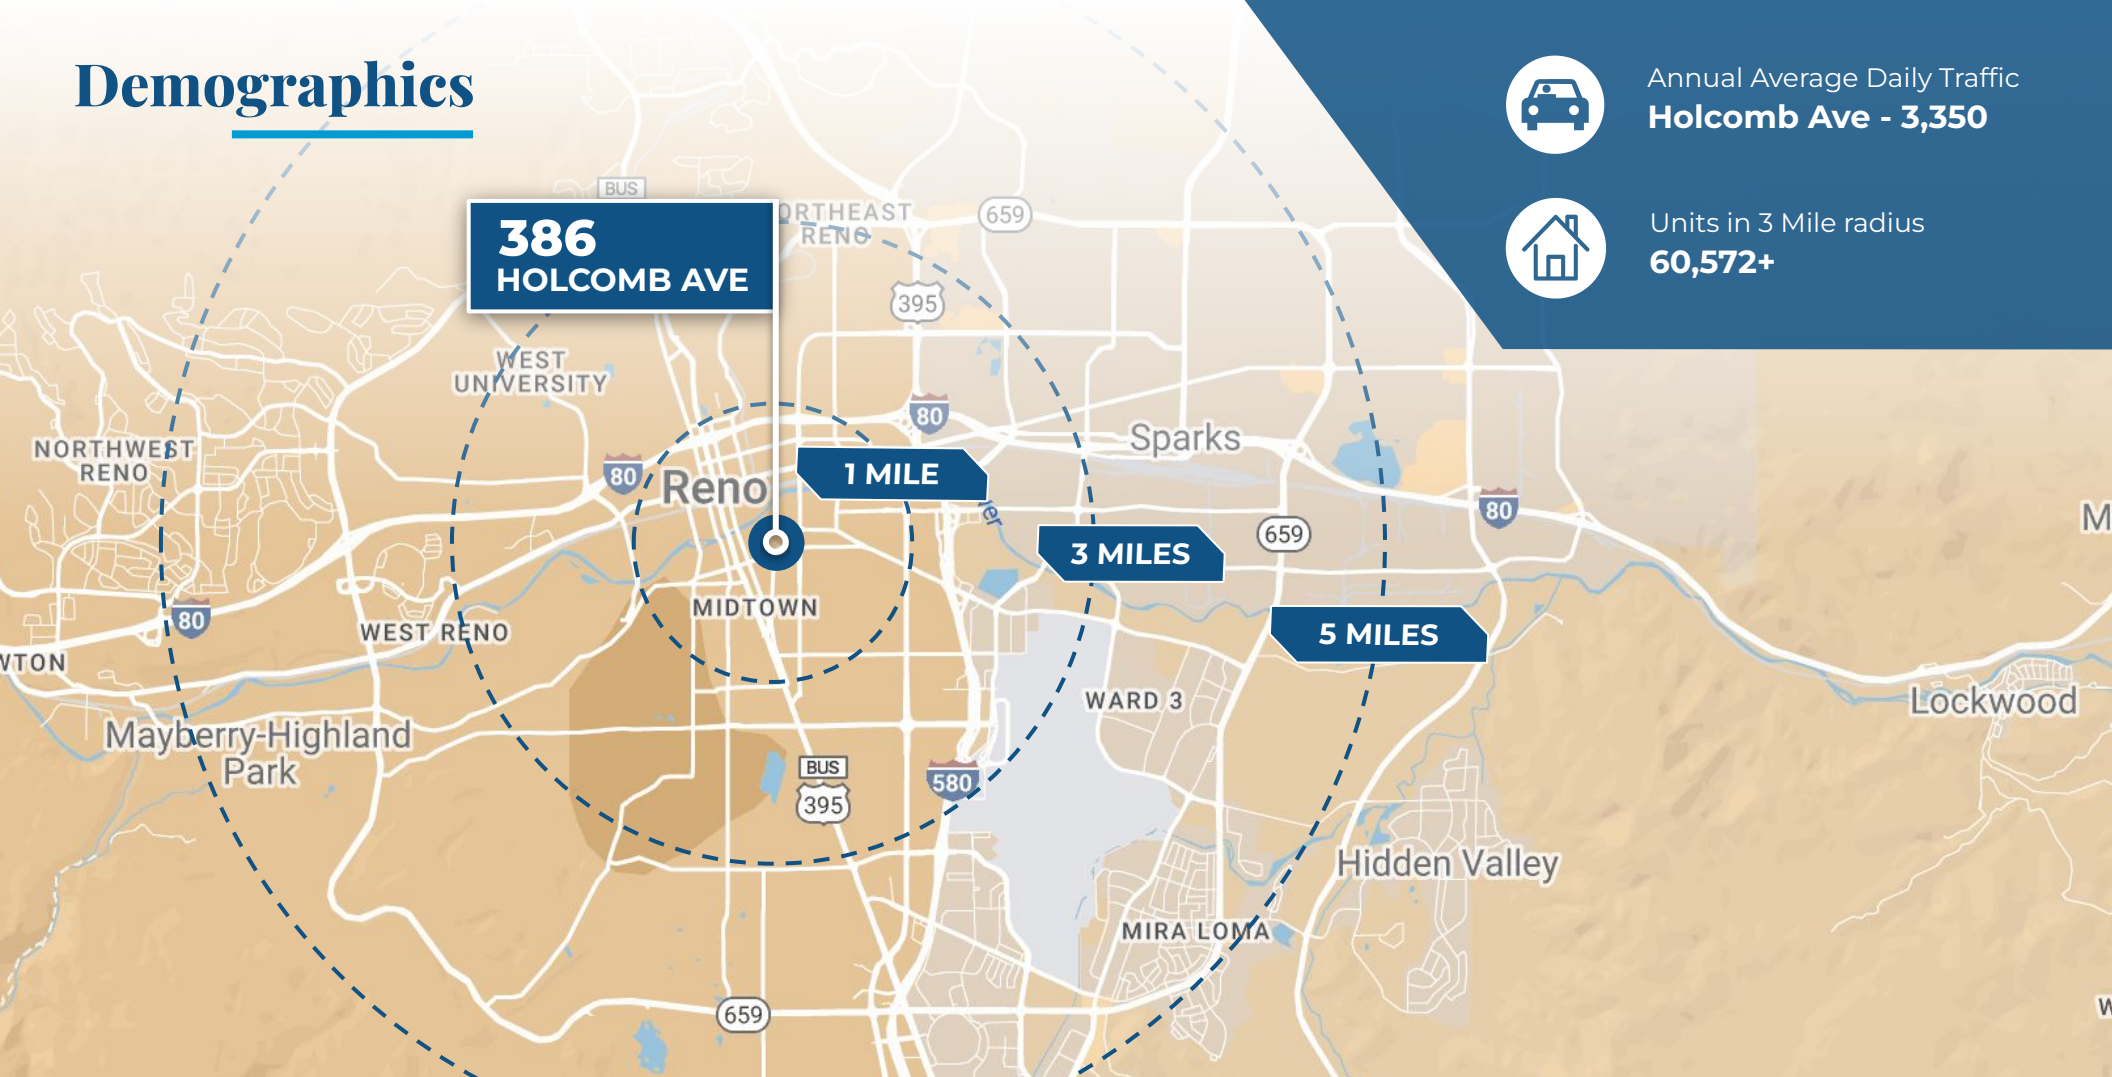 Demographics
Annual Average Daily Traffic
Holcomb Ave - 3,350
Units in 3 Mile radius
60,572+
386
HOLCOMB AVE
BUS
ORTHEAST
RENO
659
395
WEST
UNIVERSITY
80
Sparks
NORTHWEST
RENO
80
Reno
1 MILE
80
M
3 MILES
659
80
MIDTOWN
WEST RENO
5 MILES
WTON
WARD 3
Lockwood
Mayberry-Highland
Park
BUS
395
580
Hidden Valley
MIRA LOMA
659
W